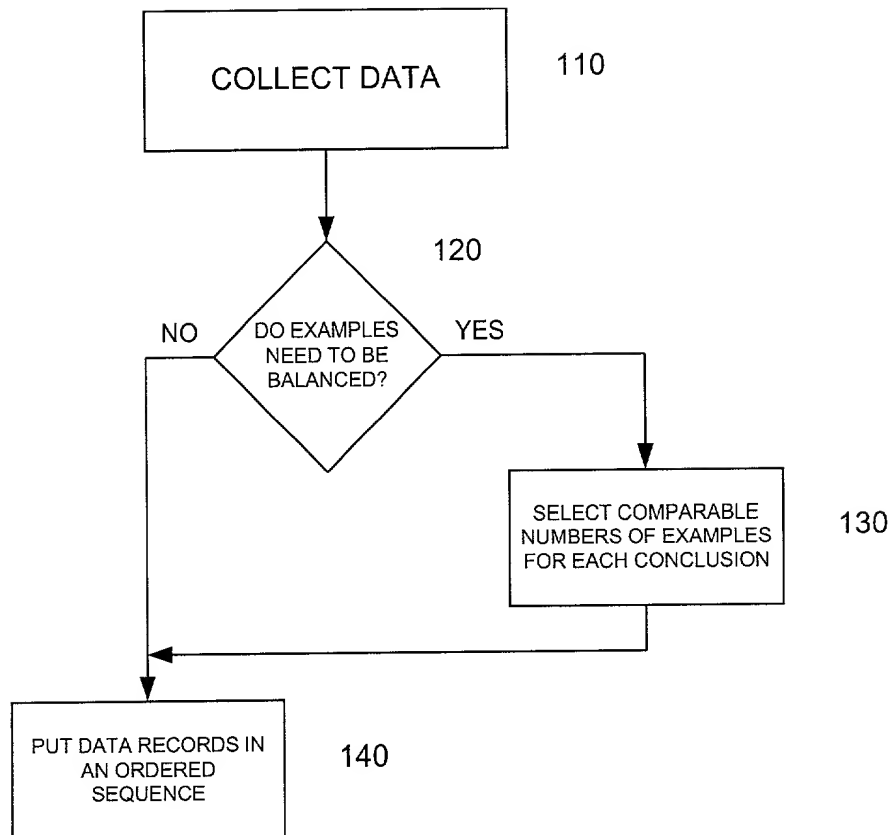 COLLECT DATA
110
120
NO
DO EXAMPLES
NEED TO BE
BALANCED?
YES
SELECT COMPARABLE
NUMBERS OF EXAMPLES
FOR EACH CONCLUSION
130
PUT DATA RECORDS IN
AN ORDERED
SEQUENCE
140